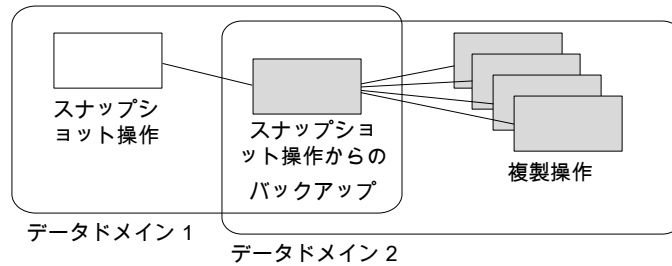 スナップシ
ョット操作
スナップショ
ット操作からの
バックアップ
複製操作
データドメイン 1
データドメイン 2